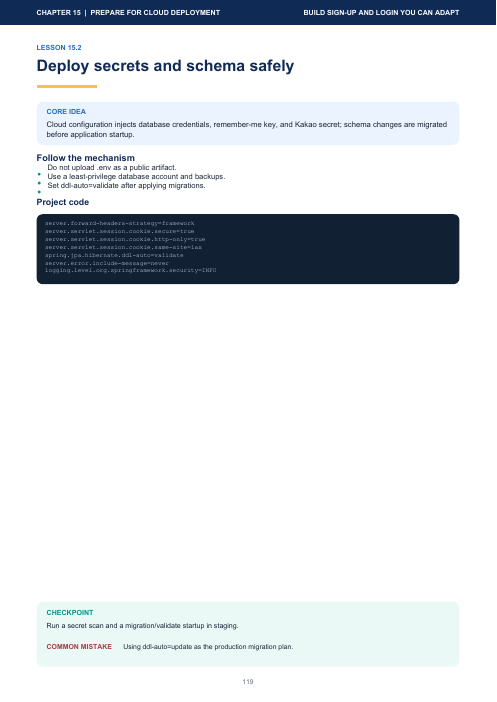 CHAPTER 15 | PREPARE FOR CLOUD DEPLOYMENT
BUILD SIGN-UP AND LOGIN YOU CAN ADAPT
LESSON 15.2
Deploy secrets and schema safely
CORE IDEA
Cloud configuration injects database credentials, remember-me key, and Kakao secret; schema changes are migrated
before application startup.
Follow the mechanism
Do not upload .env as a public artifact.
• Use a least-privilege database account and backups.
• Set ddl-auto=validate after applying migrations.
•
Project code
server.forward-headers-strategy=framework
server.servlet.session.cookie.secure=true
server.servlet.session.cookie.http-only=true
server.servlet.session.cookie.same-site=lax
spring.jpa.hibernate.ddl-auto=validate
server.error.include-message=never
logging.level.org.springframework.security=INFO
CHECKPOINT
Run a secret scan and a migration/validate startup in staging.
COMMON MISTAKE Using ddl-auto=update as the production migration plan.
119